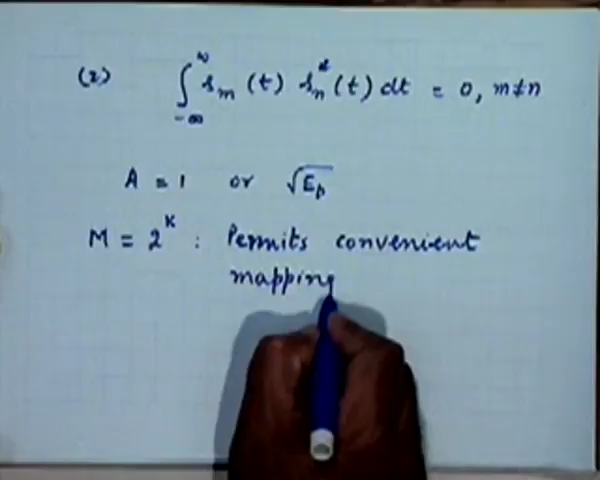 (2) ∫_{-∞}^{∞} s_m(t) s_n^*(t) dt = 0, m≠n
A = 1 or √E_p
M = 2^K : Permits convenient
mapping